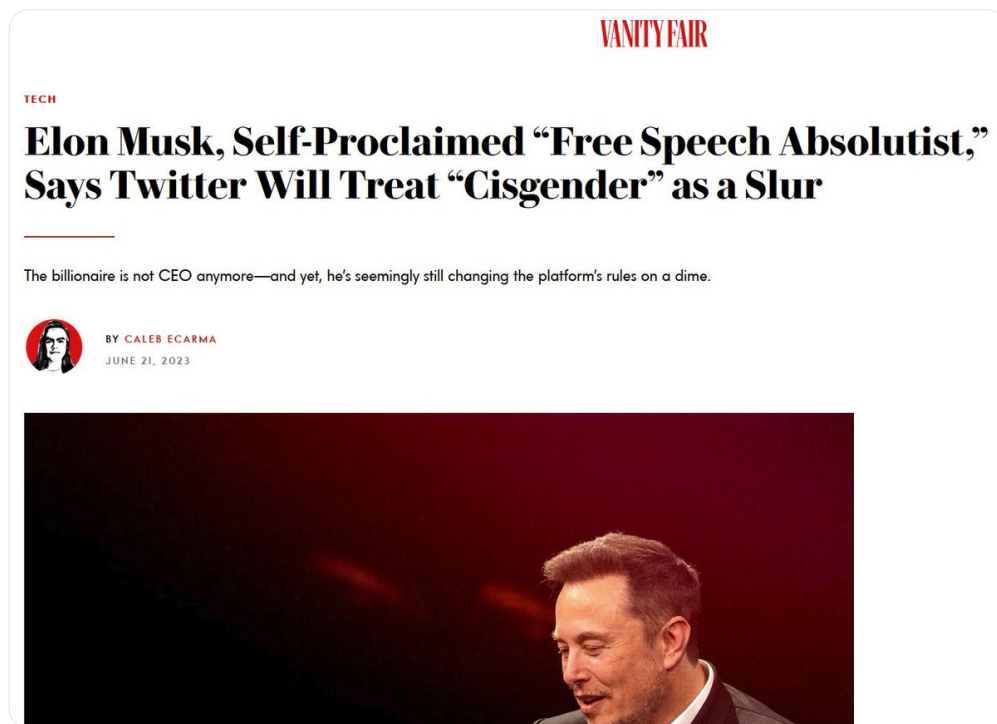 VANITY FAIR
TECH
Elon Musk, Self-Proclaimed “Free Speech Absolutist,”
Says Twitter Will Treat “Cisgender” as a Slur
The billionaire is not CEO anymore—and yet, he’s seemingly still changing the platform’s rules on a dime.
BY CALEB ECARMA
JUNE 21, 2023